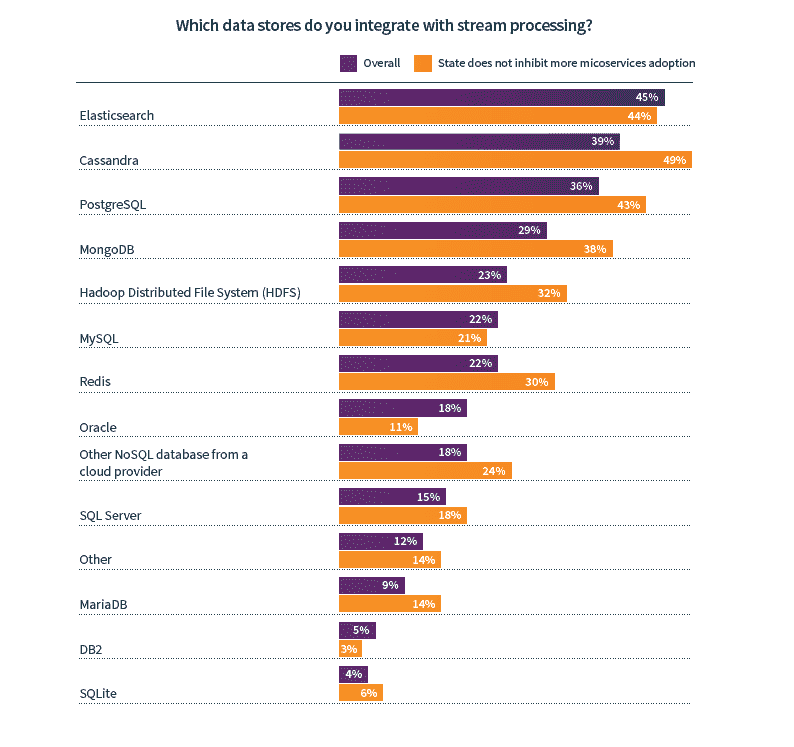 Which data stores do you integrate with stream processing?
Overall
State does not inhibit more micoservices adoption
45%
Elasticsearch
44%
39%
Cassandra
49%
36%
PostgreSQL
43%
29%
MongoDB
38%
23%
Hadoop Distributed File System (HDFS)
32%
22%
MySQL
21%
22%
Redis
30%
18%
Oracle
11%
18%
Other NoSQL database from a
cloud provider
24%
15%
SQL Server
18%
12%
Other
14%
9%
MariaDB
14%
5%
DB2
3%
4%
SQLite
6%